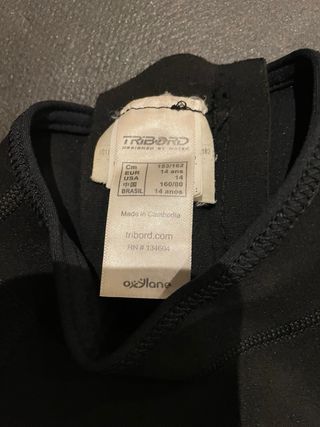 TRIBORD
DESIGNED BY WATER
Cm 153/162
EUR 14 ans
USA 14
中国 160/80
BRASIL 14 anos
Made in Cambodia
tribord.com
RN # 134604
oxylane